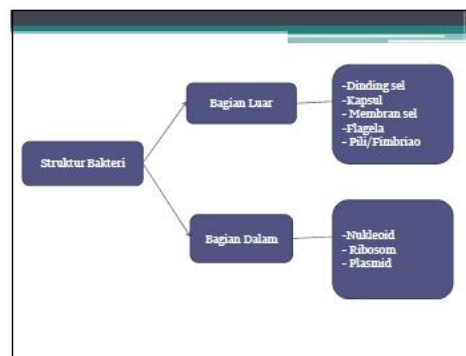 Struktur Bakteri
Bagian Luar
-Dinding sel
-Kapsul
- Membran sel
-Flagela
- Pili/Fimbriao
Bagian Dalam
-Nukleoid
- Ribosom
- Plasmid